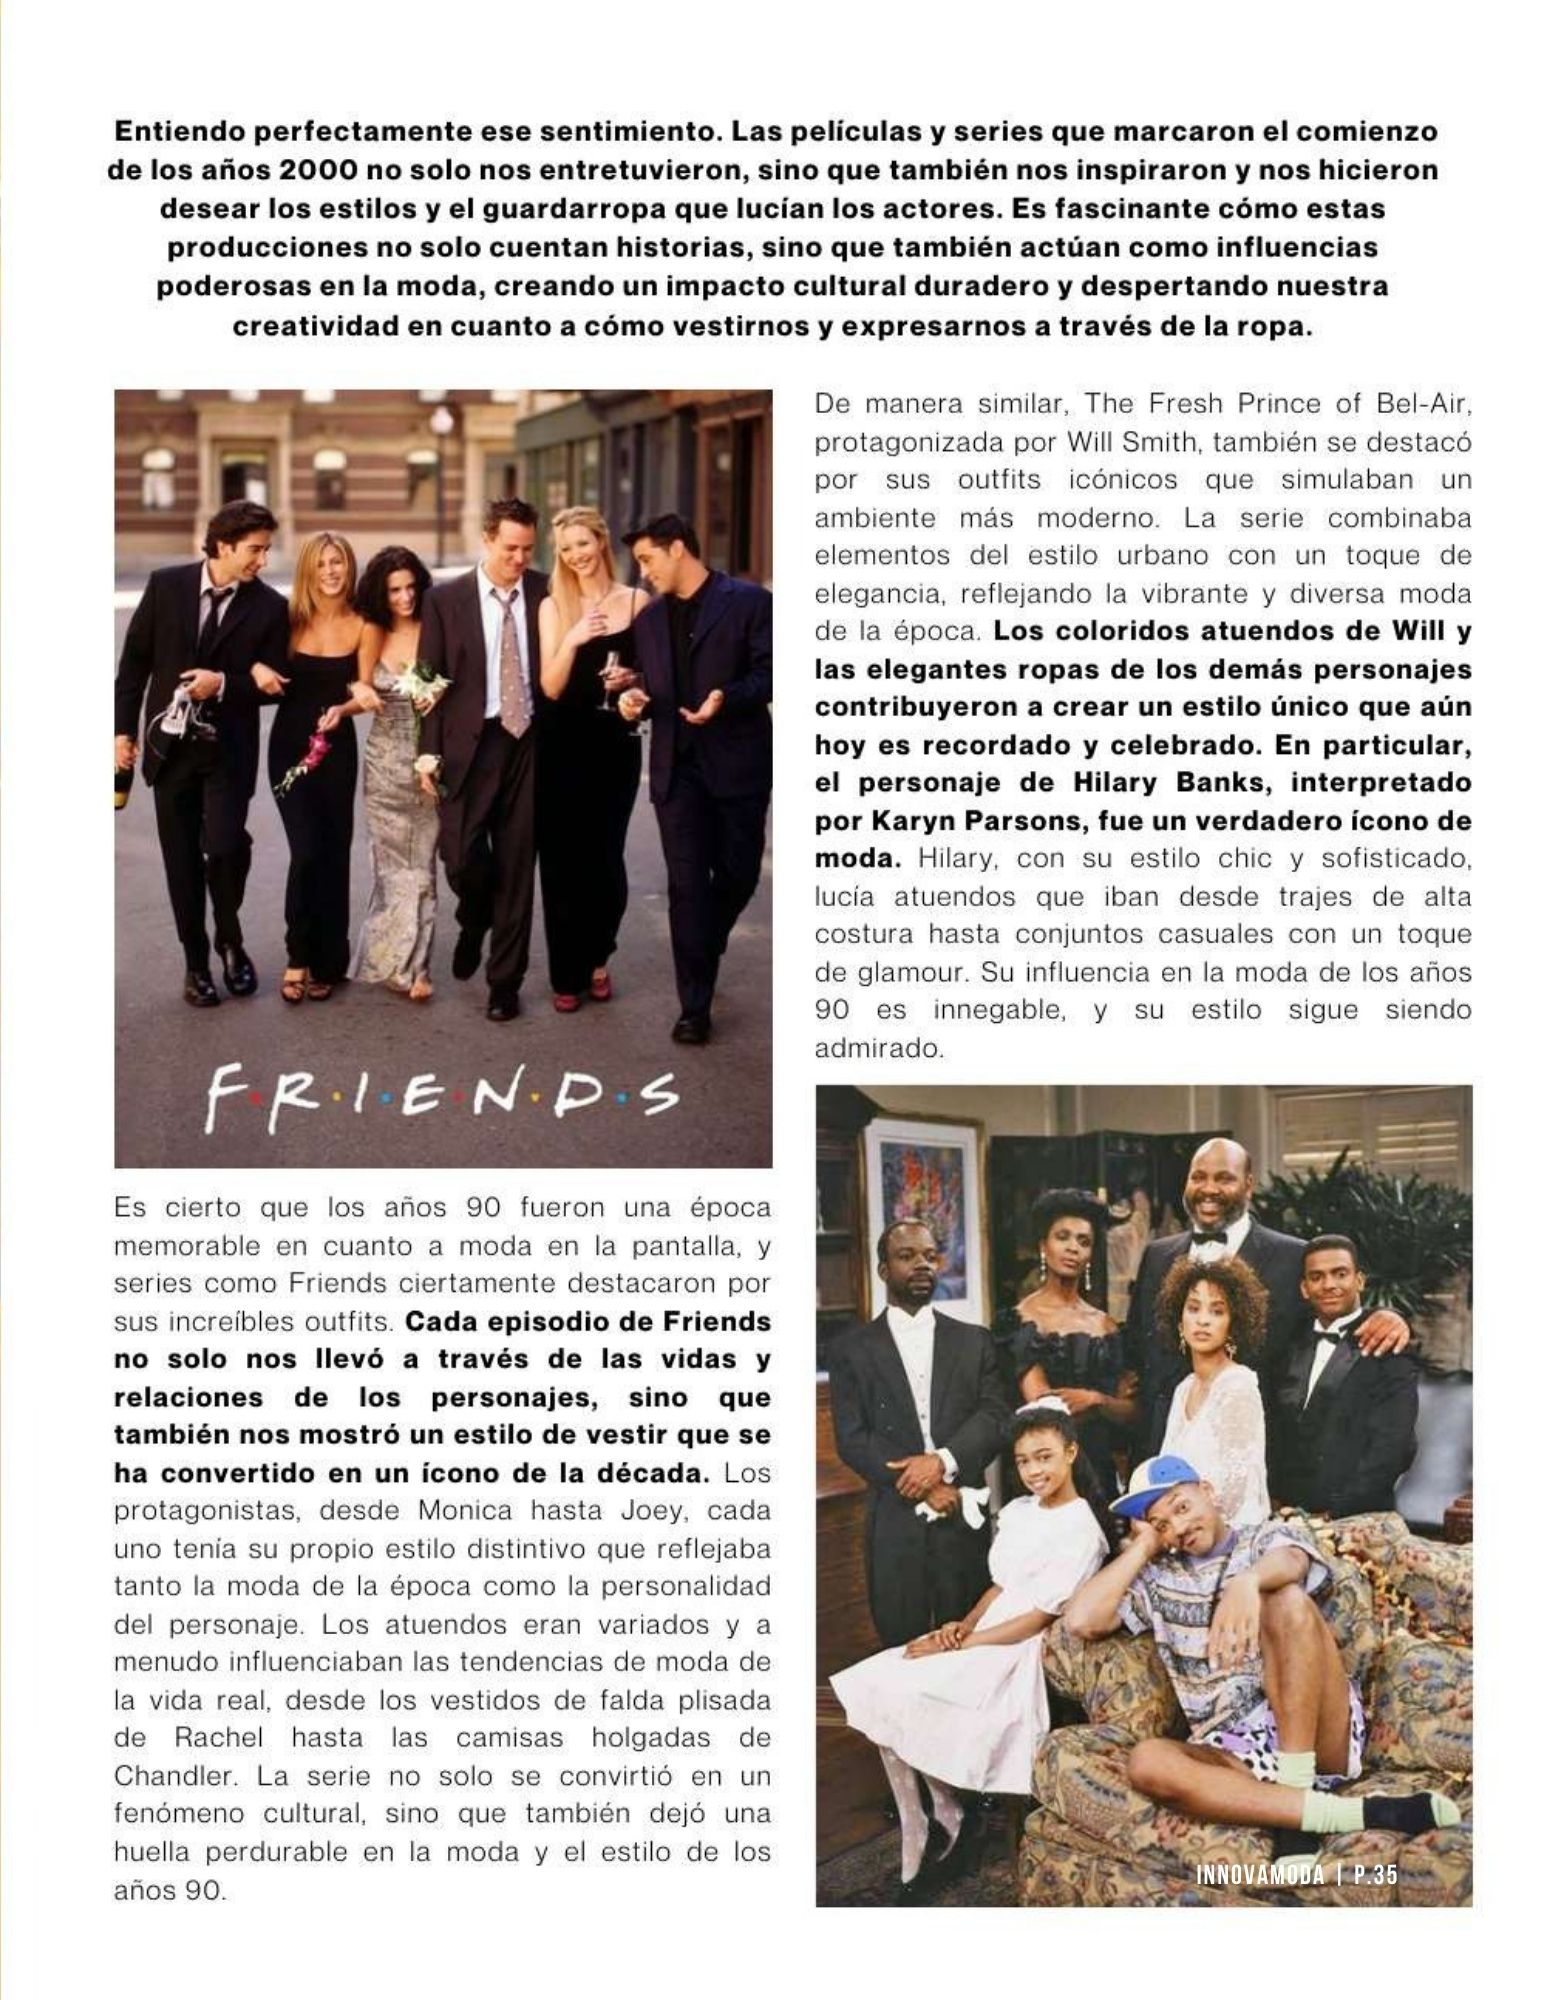 Entiendo perfectamente ese sentimiento. Las películas y series que marcaron el comienzo
de los años 2000 no solo nos entretuvieron, sino que también nos inspiraron y nos hicieron
desear los estilos y el guardarropa que lucían los actores. Es fascinante cómo estas
producciones no solo cuentan historias, sino que también actúan como influencias
poderosas en la moda, creando un impacto cultural duradero y despertando nuestra
creatividad en cuanto a cómo vestirnos y expresarnos a través de la ropa.
F·R·I·E·N·D·S
Es cierto que los años 90 fueron una época
memorable en cuanto a moda en la pantalla, y
series como Friends ciertamente destacaron por
sus increíbles outfits. Cada episodio de Friends
no solo nos llevó a través de las vidas y
relaciones de los personajes, sino que
también nos mostró un estilo de vestir que se
ha convertido en un ícono de la década. Los
protagonistas, desde Monica hasta Joey, cada
uno tenía su propio estilo distintivo que reflejaba
tanto la moda de la época como la personalidad
del personaje. Los atuendos eran variados y a
menudo influenciaban las tendencias de moda de
la vida real, desde los vestidos de falda plisada
de Rachel hasta las camisas holgadas de
Chandler. La serie no solo se convirtió en un
fenómeno cultural, sino que también dejó una
huella perdurable en la moda y el estilo de los
años 90.
De manera similar, The Fresh Prince of Bel-Air,
protagonizada por Will Smith, también se destacó
por sus outfits icónicos que simulaban un
ambiente más moderno. La serie combinaba
elementos del estilo urbano con un toque de
elegancia, reflejando la vibrante y diversa moda
de la época. Los coloridos atuendos de Will y
las elegantes ropas de los demás personajes
contribuyeron a crear un estilo único que aún
hoy es recordado y celebrado. En particular,
el personaje de Hilary Banks, interpretado
por Karyn Parsons, fue un verdadero ícono de
moda. Hilary, con su estilo chic y sofisticado,
lucía atuendos que iban desde trajes de alta
costura hasta conjuntos casuales con un toque
de glamour. Su influencia en la moda de los años
90 es innegable, y su estilo sigue siendo
admirado.
INNOVAMODA | P.35